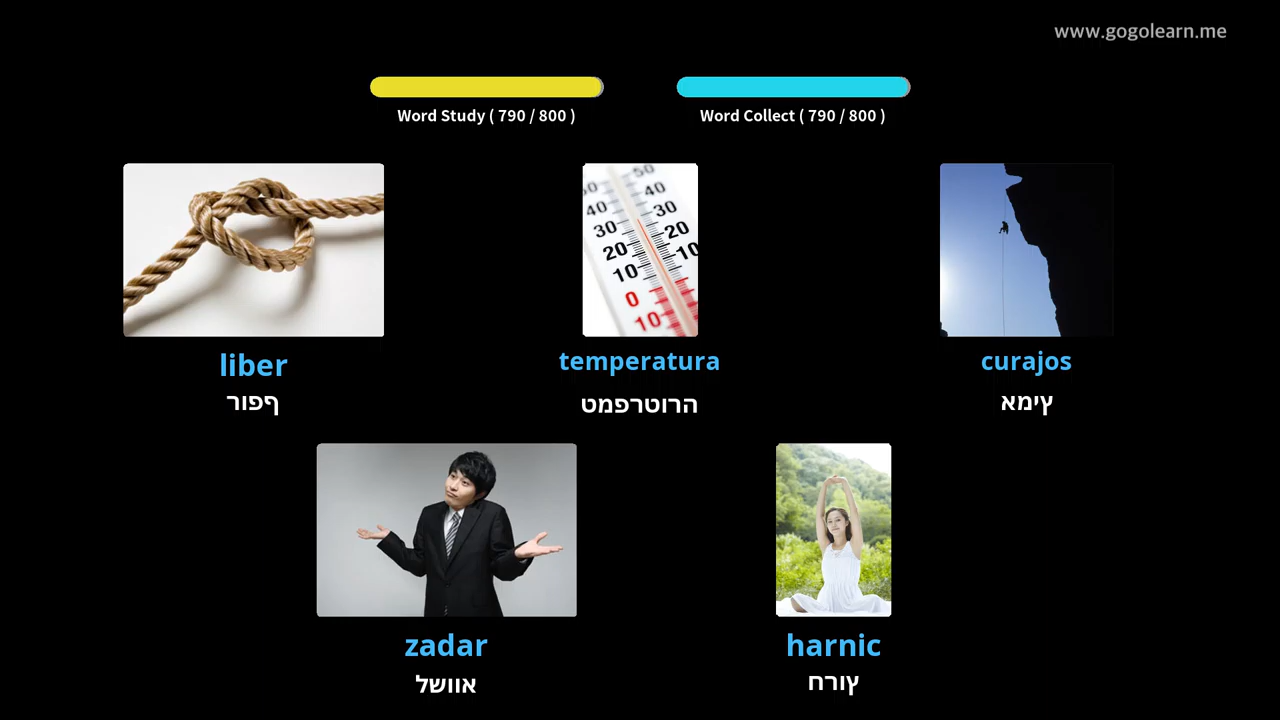 www.gogolearn.me
Word Study ( 790 / 800 )
Word Collect ( 790 / 800 )
liber
temperatura
curajos
רופף
טמפרטורה
אמיץ
zadar
harnic
לשווא
חרוץ